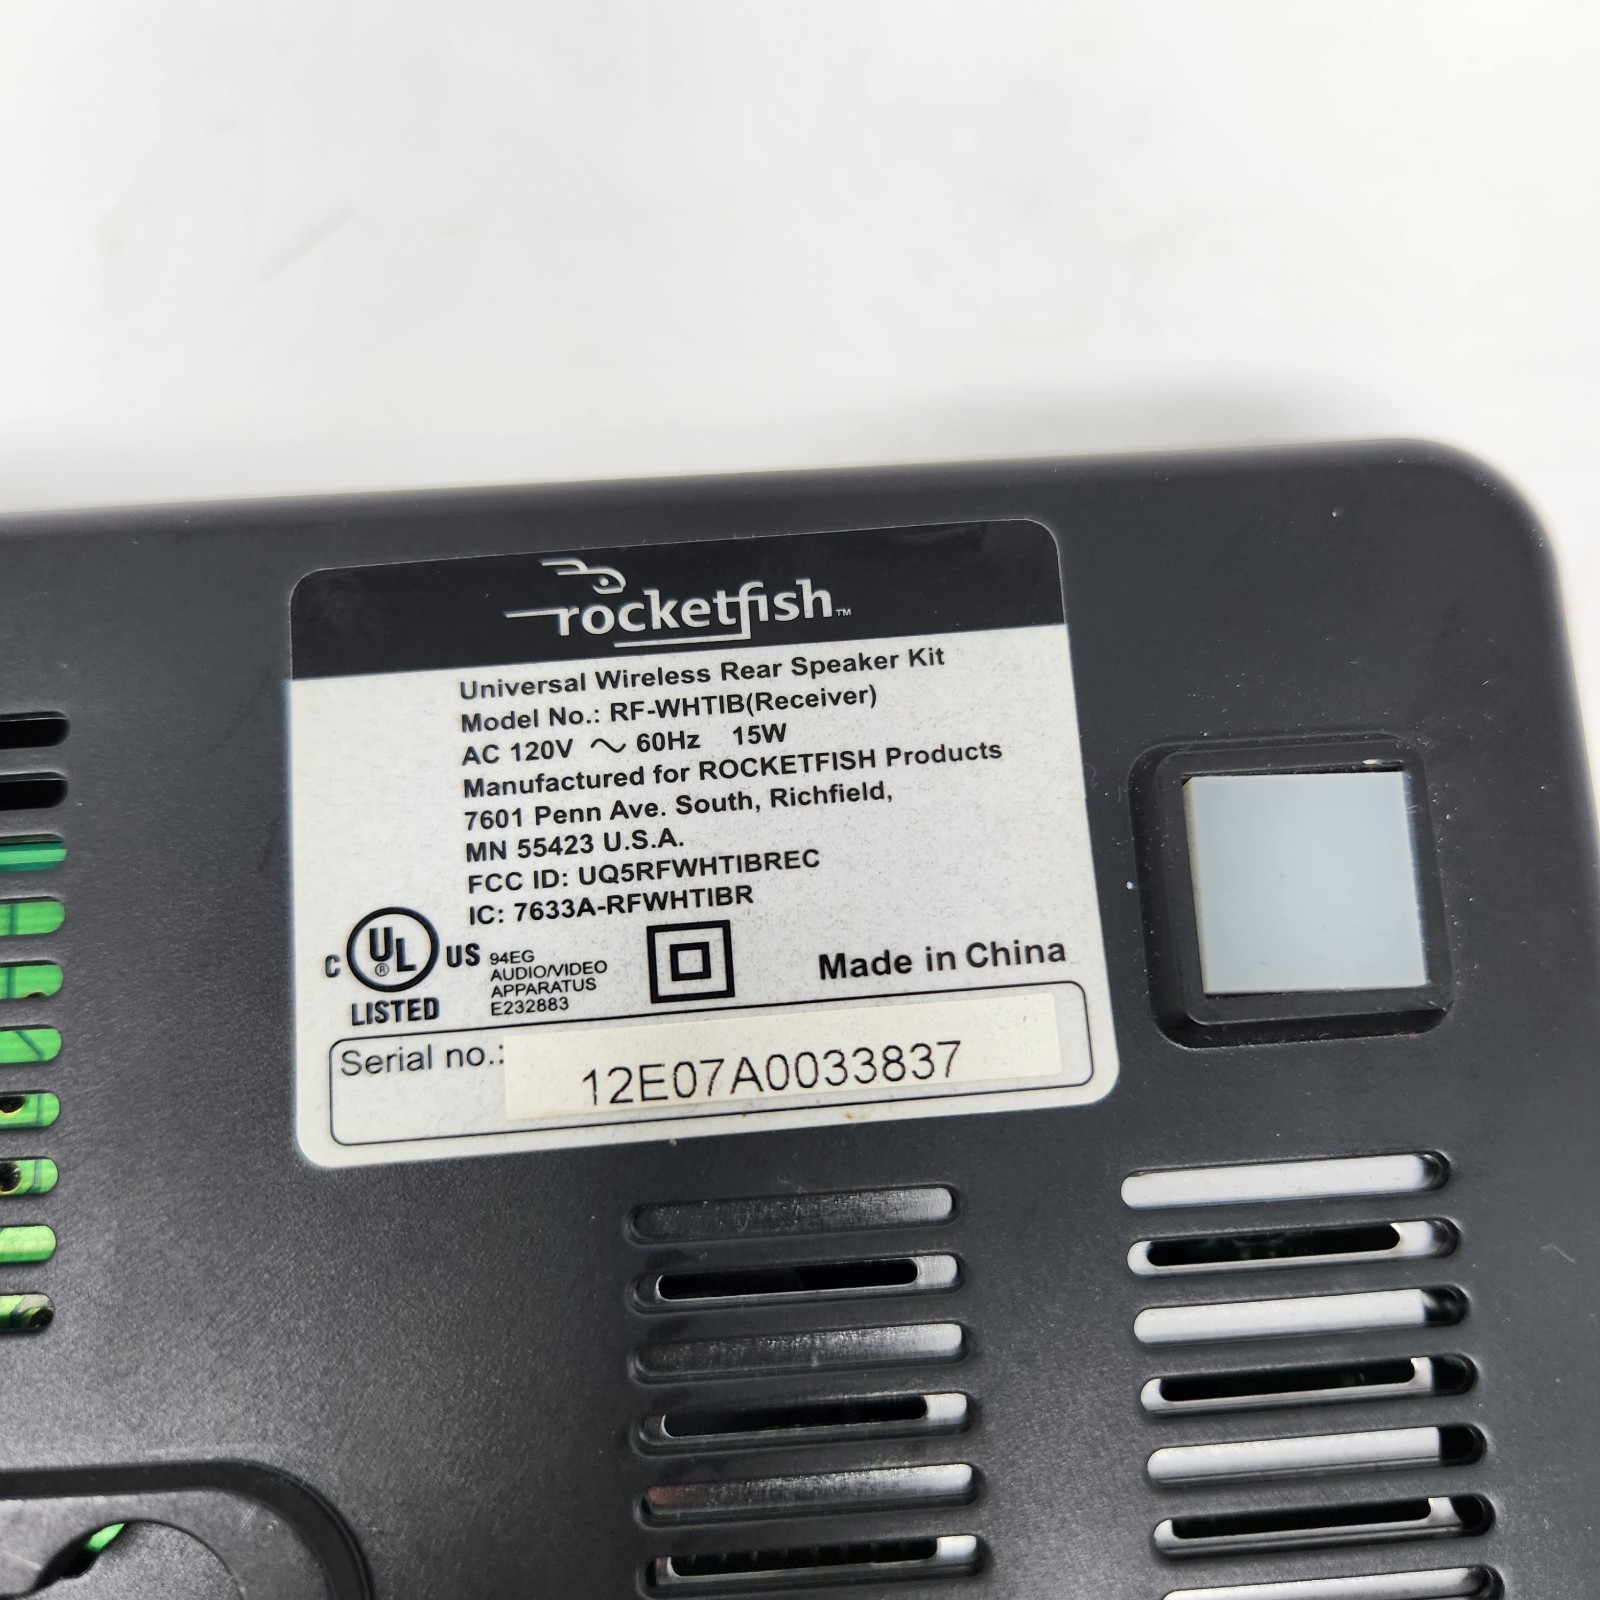 rocketfish™
Universal Wireless Rear Speaker Kit
Model No.: RF-WHTIB(Receiver)
AC 120V ~ 60Hz 15W
Manufactured for ROCKETFISH Products
7601 Penn Ave. South, Richfield,
MN 55423 U.S.A.
FCC ID: UQ5RFWHTIBREC
IC: 7633A-RFWHTIBR
C UL® US
LISTED
94EG
AUDIO/VIDEO
APPARATUS
E232883
Made in China
Serial no.: 12E07A0033837